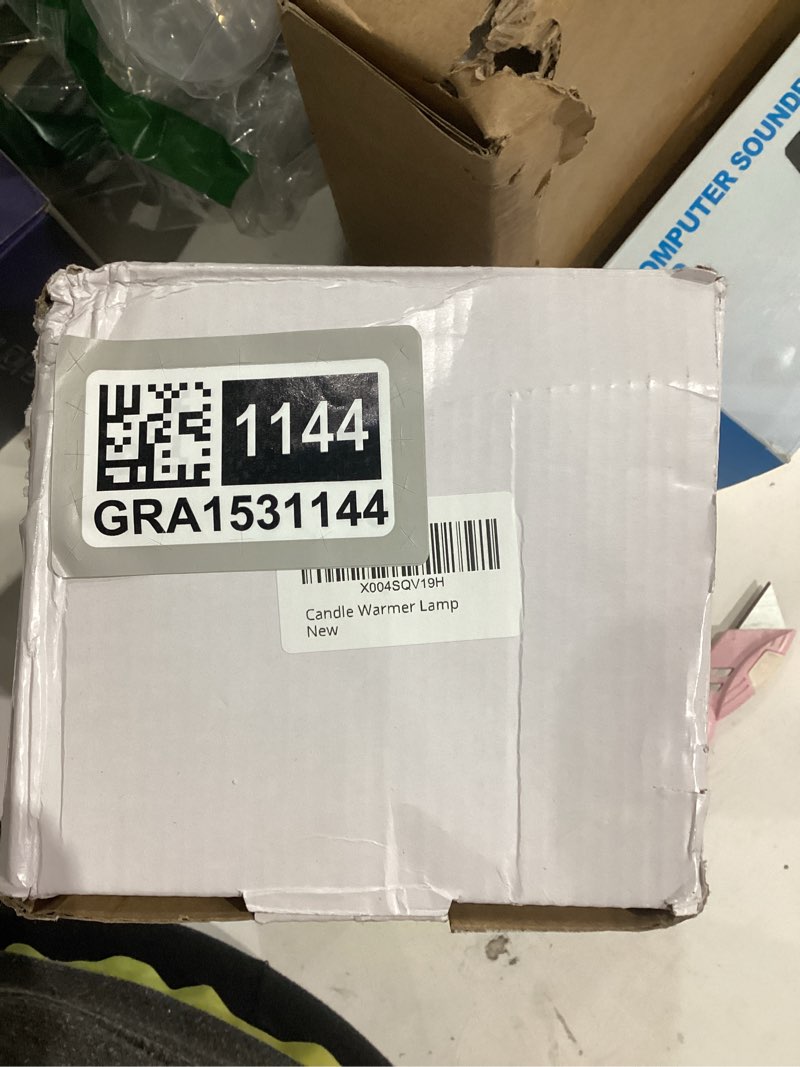 COMPUTER SOUND
1144
GRA1531144
X004SQV19H
Candle Warmer Lamp
New